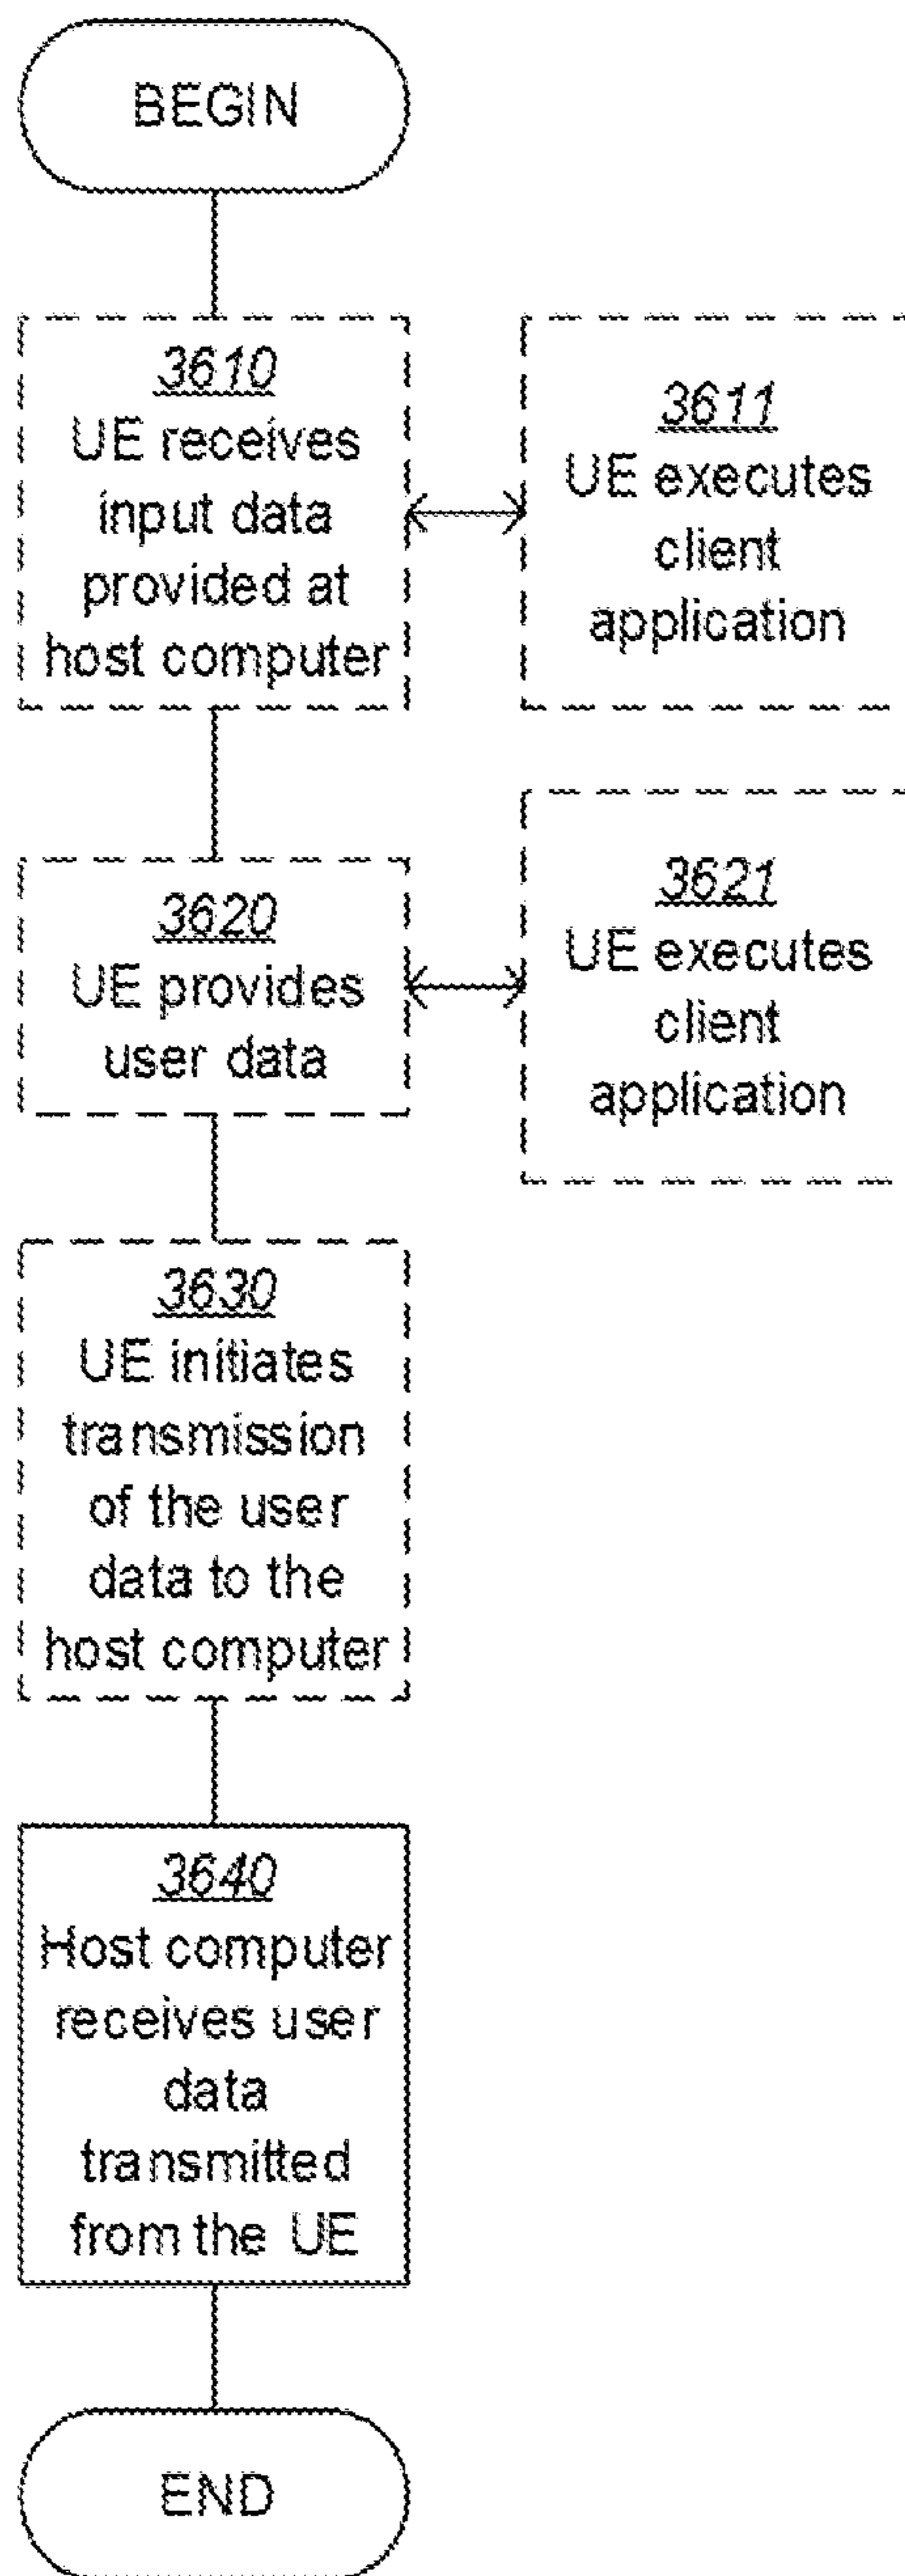 BEGIN
3610
UE receives
input data
provided at
host computer
3611
UE executes
client
application
3620
UE provides
user data
3621
UE executes
client
application
3630
UE initiates
transmission
of the user
data to the
host computer
3640
Host computer
receives user
data
transmitted
from the UE
END